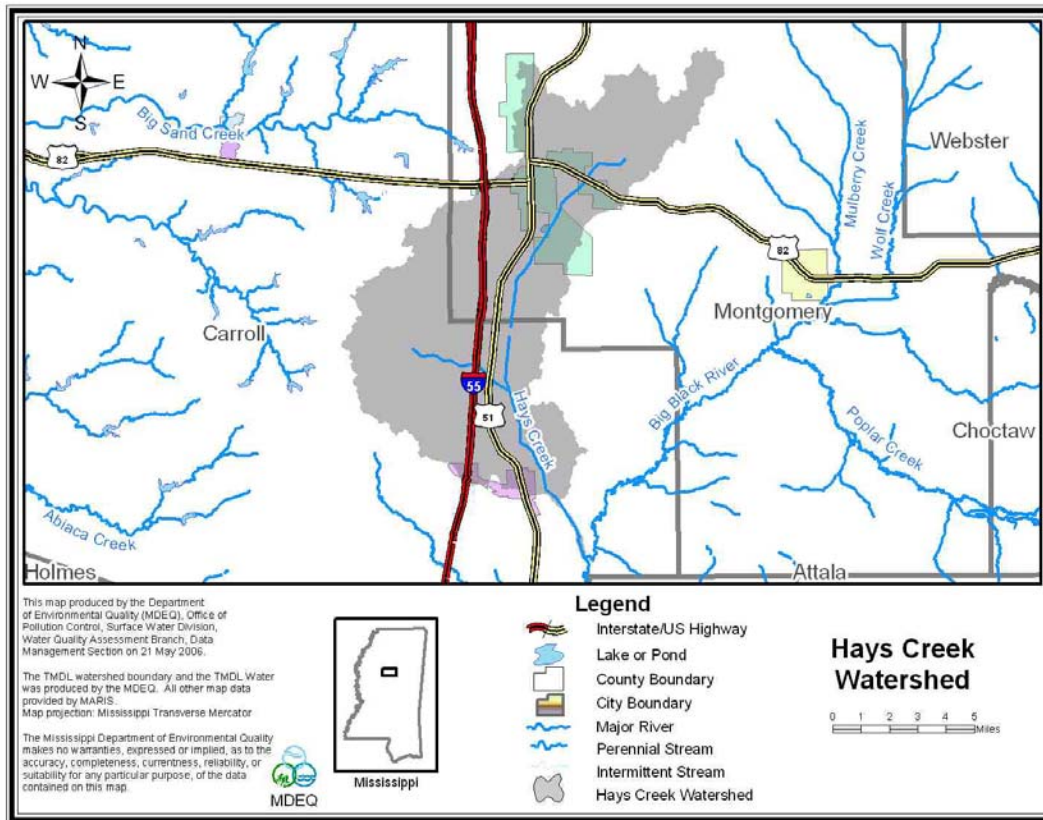 N
W E
S
Big Sand Creek
82
Mulberry Creek
Wolf Creek
Webster
82
Montgomery
Carroll
55
51
Hays Creek
Big Black River
Poplar Creek
Choctaw
Abiaca Creek
Holmes
Attala
This map produced by the Department
of Environmental Quality (MDEQ), Office of
Pollution Control, Surface Water Division,
Water Quality Assessment Branch, Data
Management Section on 21 May 2006.
The TMDL watershed boundary and the TMDL Water
was produced by the MDEQ. All other map data
provided by MARIS.
Map projection: Mississippi Transverse Mercator
The Mississippi Department of Environmental Quality
makes no warranties, expressed or implied, as to the
accuracy, completeness, currentness, reliability, or
suitability for any particular purpose, of the data
contained on this map.
MDEQ
Mississippi
Legend
Interstate/US Highway
Lake or Pond
County Boundary
City Boundary
Major River
Perennial Stream
Intermittent Stream
Hays Creek Watershed
Hays Creek
Watershed
0 1 2 3 4 5
Miles